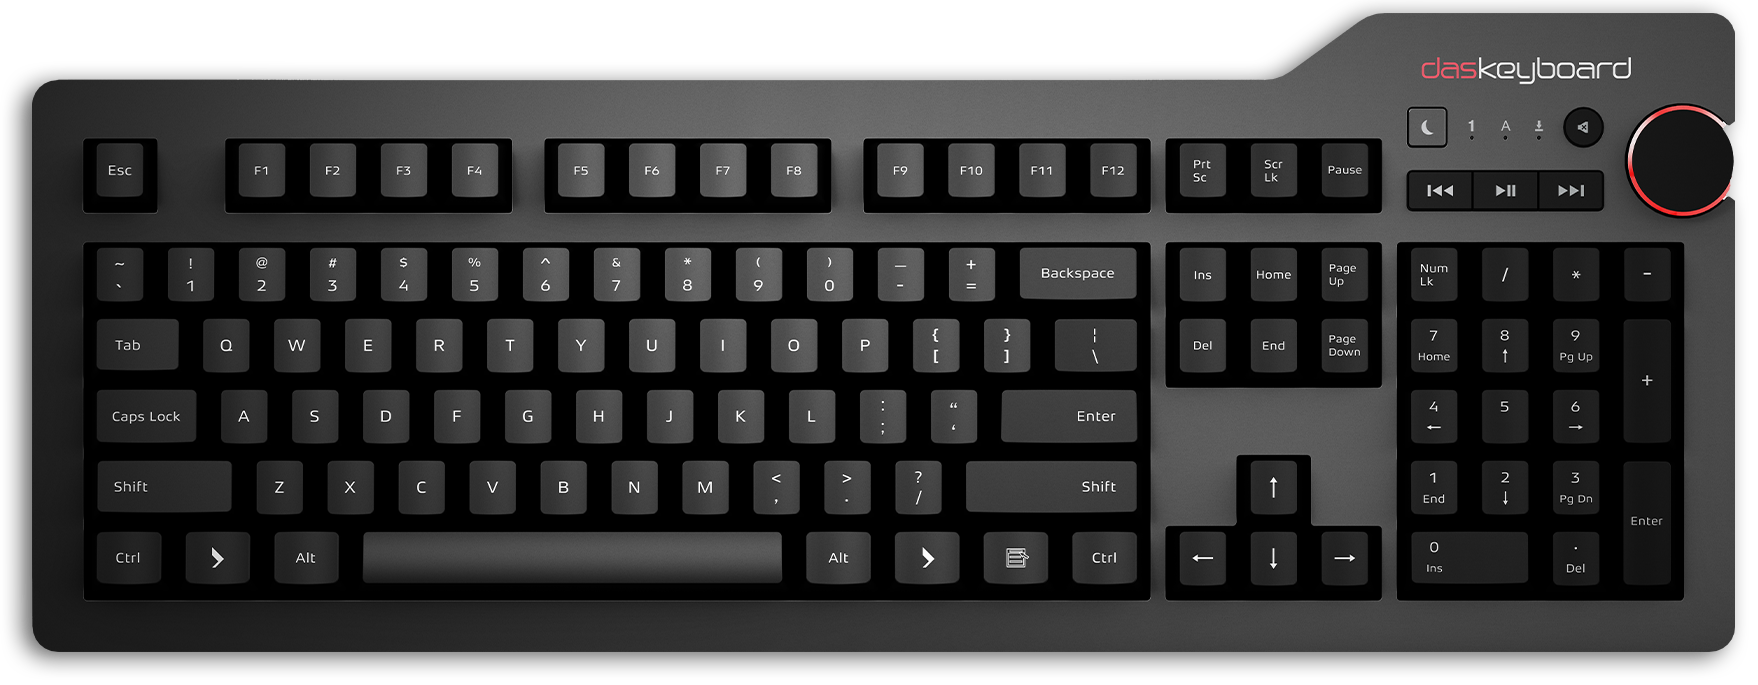 daskeyboard
1 A
Esc F1 F2 F3 F4 F5 F6 F7 F8 F9 F10 F11 F12 Prt Sc Scr Lk Pause
~ ` ! 1 @ 2 # 3 $ 4 % 5 ^ 6 & 7 * 8 ( 9 ) 0 — - + = Backspace Ins Home Page Up Num Lk / * -
Tab Q W E R T Y U I O P { [ } ] ¦ \ Del End Page Down 7 Home 8 ↑ 9 Pg Up +
Caps Lock A S D F G H J K L : ; “ ‘ Enter 4 ← 5 6 →
Shift Z X C V B N M < , > . ? / Shift ↑ 1 End 2 ↓ 3 Pg Dn Enter
Ctrl Alt Alt Ctrl ← ↓ → 0 Ins . Del